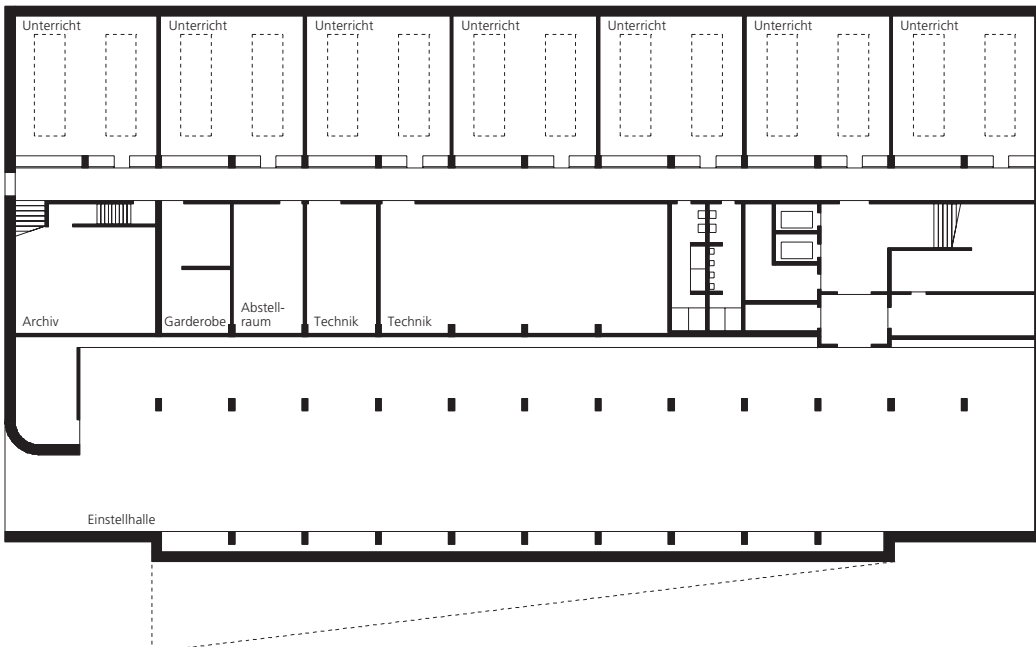 Unterricht
Unterricht
Unterricht
Unterricht
Unterricht
Unterricht
Unterricht
Archiv
Garderobe
Abstell-
raum
Technik
Technik
Einstellhalle